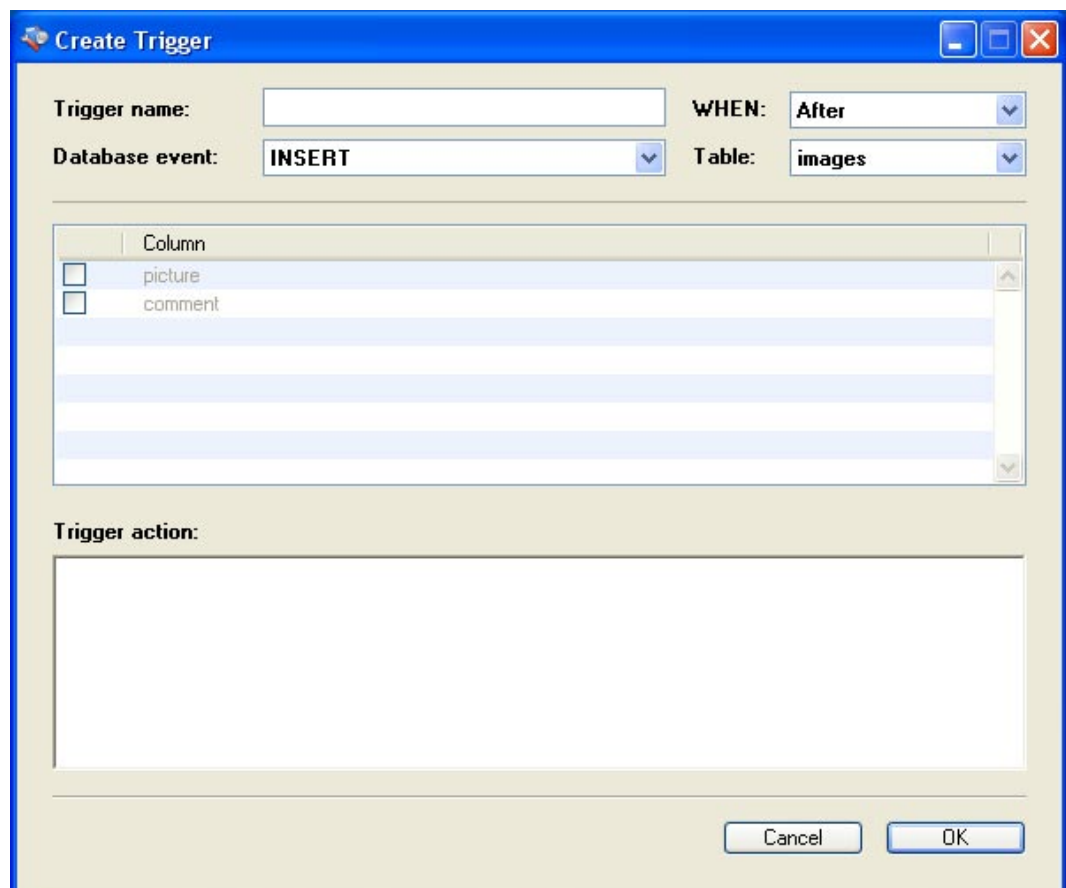 Create Trigger
Trigger name:
WHEN: After
Database event: INSERT
Table: images
Column
picture
comment
Trigger action:
Cancel
OK